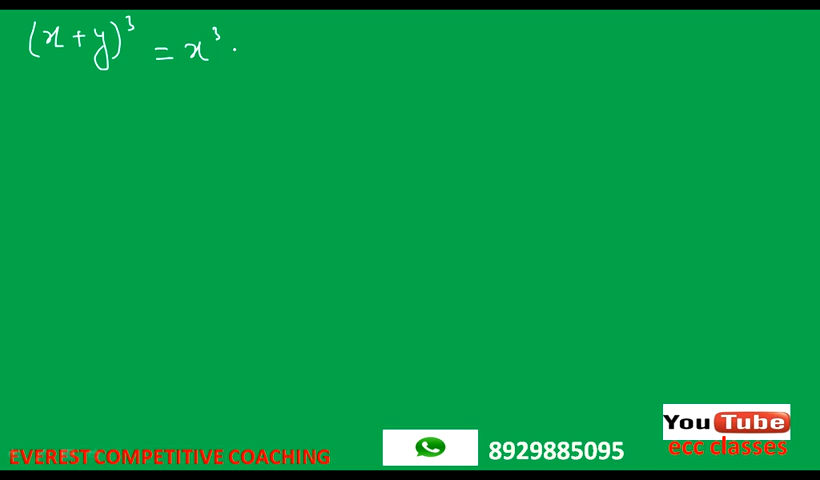 (x + y)³ = x³ ·
YouTube
ecc classes
8929885095
EVEREST COMPETITIVE COACHING